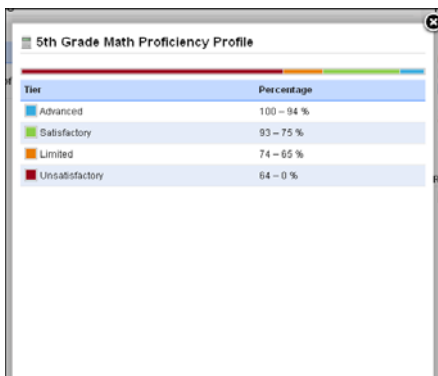 5th Grade Math Proficiency Profile
Tier Percentage
Advanced 100 – 94 %
Satisfactory 93 – 75 %
Limited 74 – 65 %
Unsatisfactory 64 – 0 %